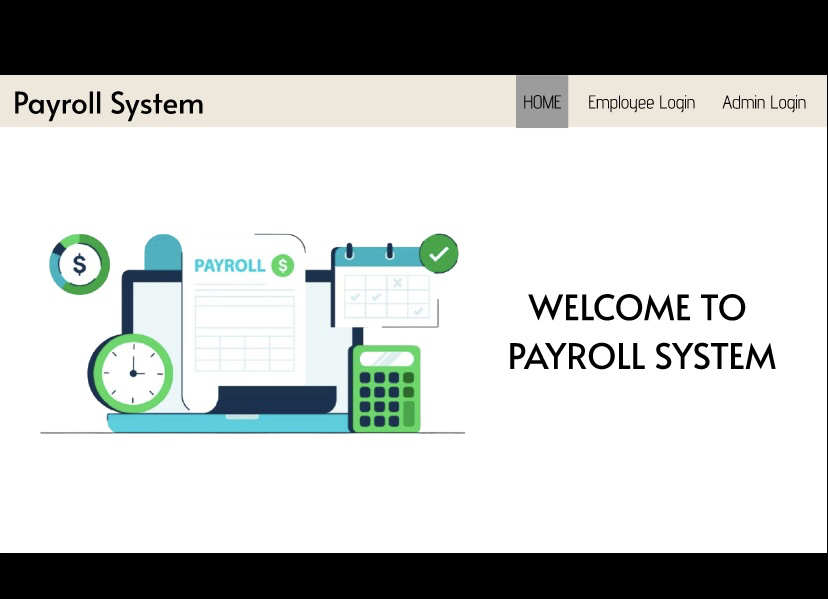 Payroll System
HOME
Employee Login
Admin Login
$
PAYROLL $
WELCOME TO
PAYROLL SYSTEM